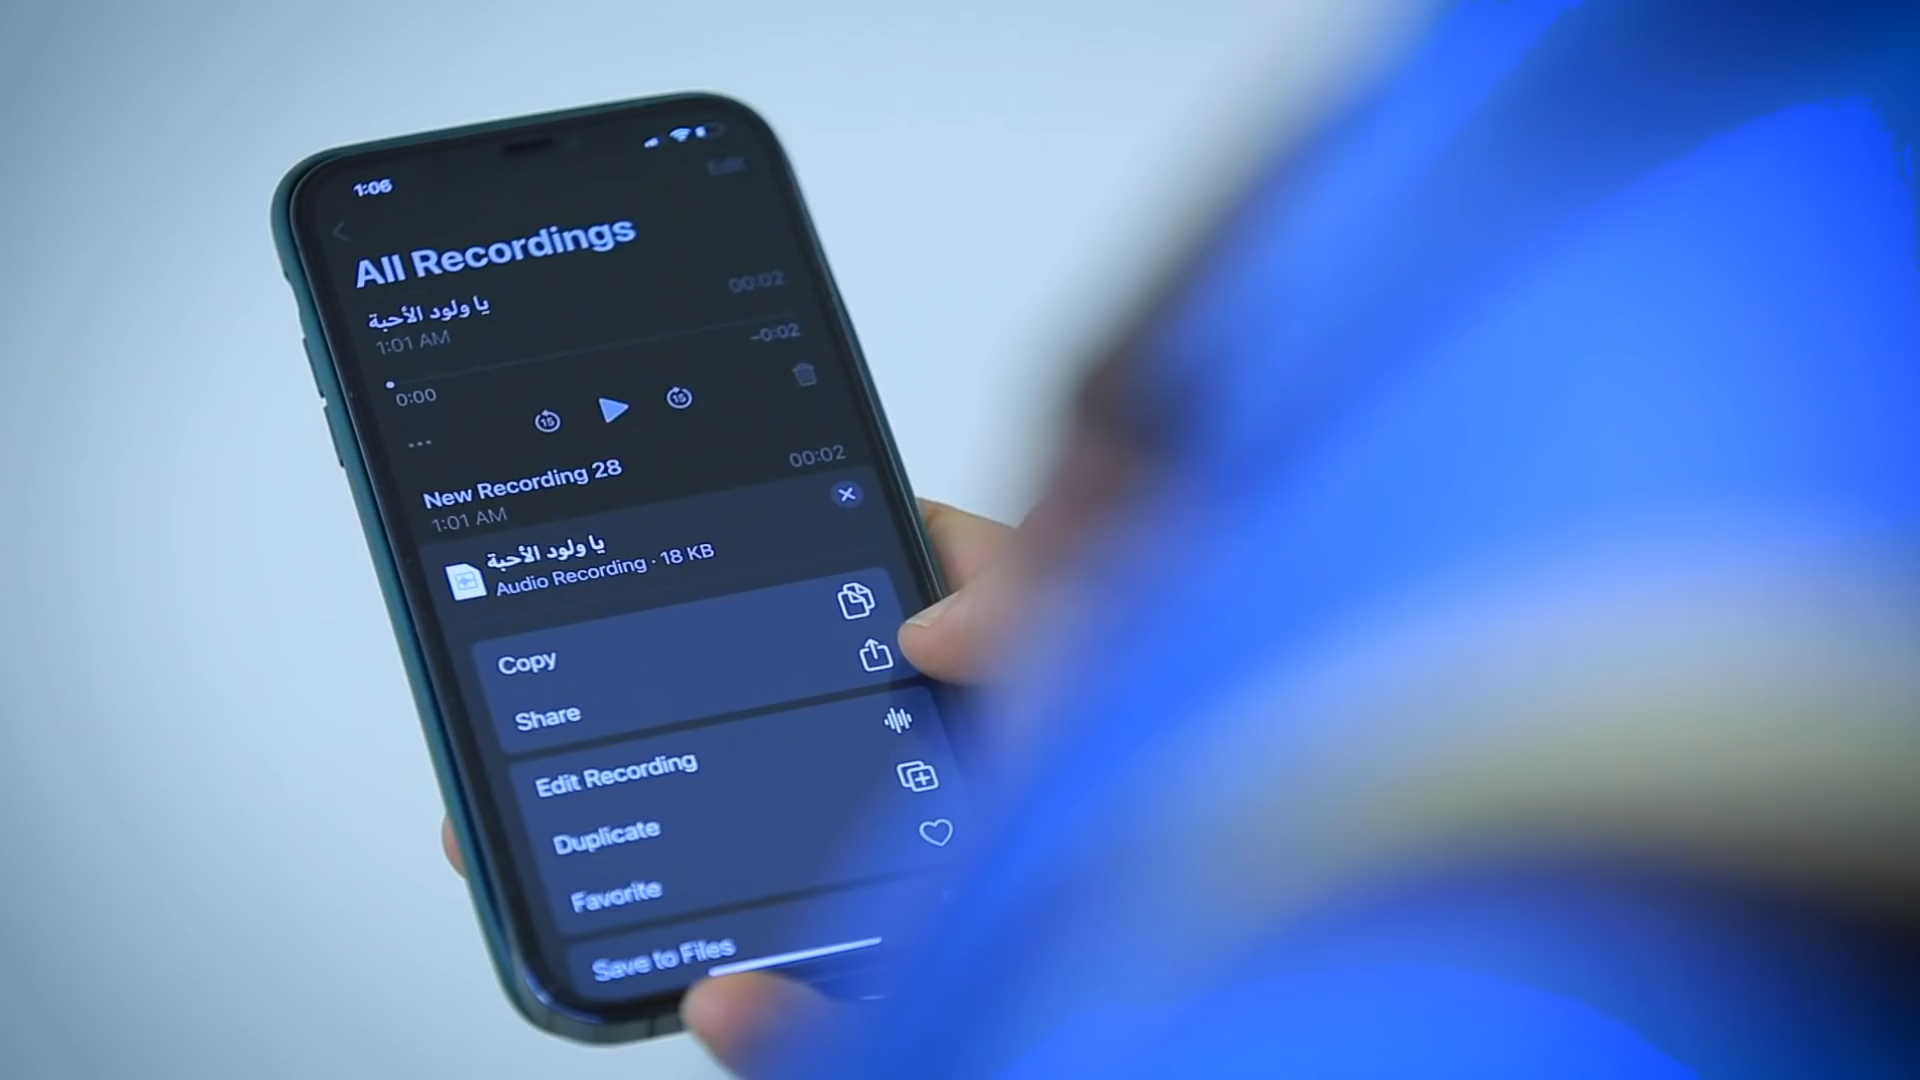 1:06
Edit
All Recordings
يا ولود الأحبة
00:02
1:01 AM
0:00
-0:02
15
15
New Recording 28
00:02
1:01 AM
يا ولود الأحبة
Audio Recording · 18 KB
Copy
Share
Edit Recording
Duplicate
Favorite
Save to Files